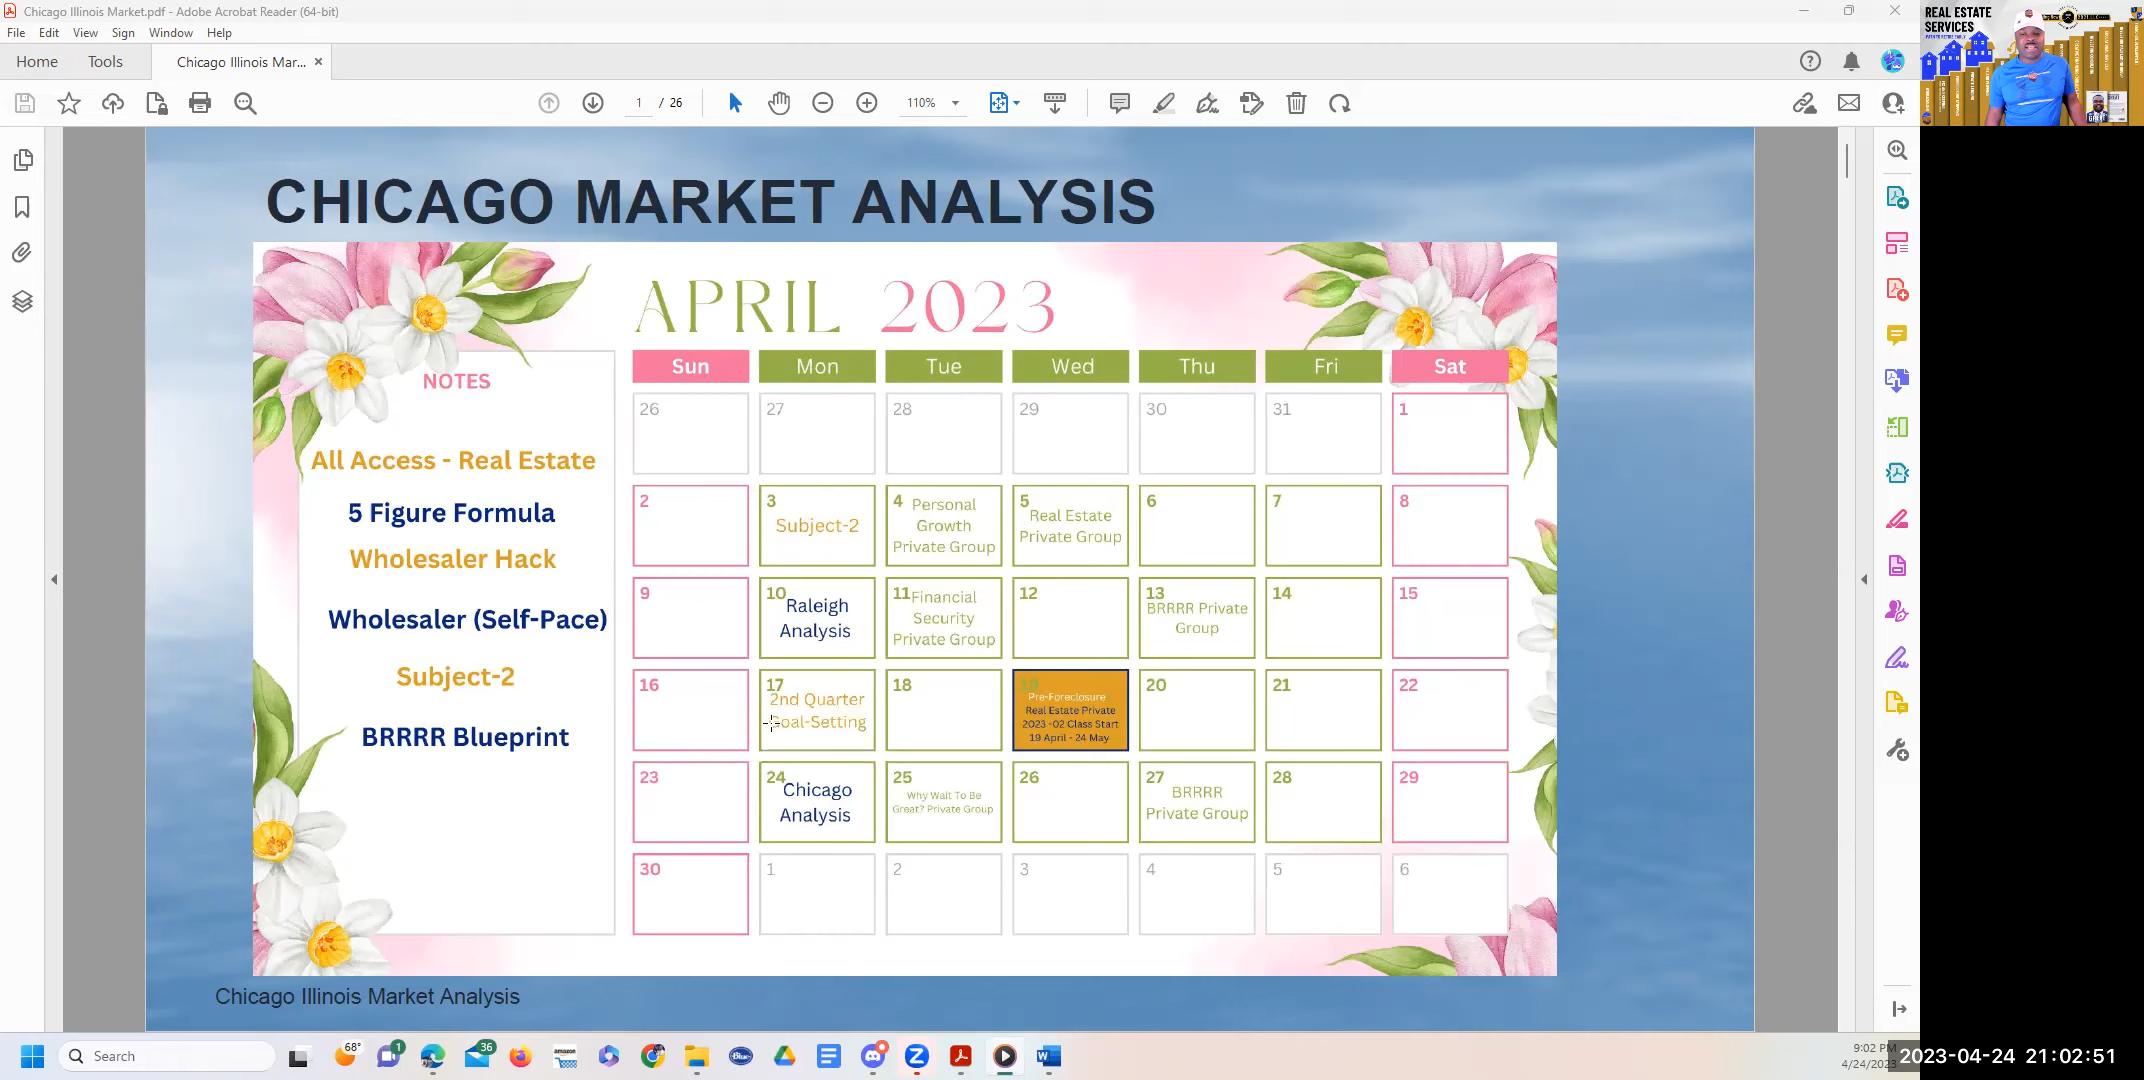 Chicago Illinois Market.pdf - Adobe Acrobat Reader (64-bit)
File Edit View Sign Window Help
Home Tools Chicago Illinois Mar... ×
1 / 26 110%
REAL ESTATE
SERVICES
CHICAGO MARKET ANALYSIS
APRIL 2023
NOTES
All Access - Real Estate
5 Figure Formula
Wholesaler Hack
Wholesaler (Self-Pace)
Subject-2
BRRRR Blueprint
Sun Mon Tue Wed Thu Fri Sat
26 27 28 29 30 31 1
2 3 4 5 6 7 8
Subject-2
Personal
Growth
Private Group
Real Estate
Private Group
9 10 11 12 13 14 15
Raleigh
Analysis
Financial
Security
Private Group
BRRRR Private
Group
16 17 18 19 20 21 22
2nd Quarter
Goal-Setting
Pre-Foreclosure
Real Estate Private
2023 -02 Class Start
19 April - 24 May
23 24 25 26 27 28 29
Chicago
Analysis
Why Wait To Be
Great? Private Group
BRRRR
Private Group
30 1 2 3 4 5 6
Chicago Illinois Market Analysis
Search
68°
1
36
amazon
Blue
9:02 PM
4/24/2023
2023-04-24 21:02:51